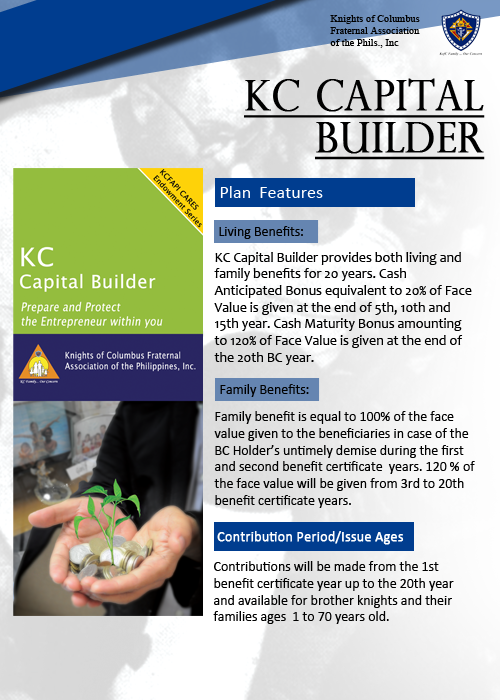 Knights of Columbus
Fraternal Association
of the Phils., Inc
KC CAPITAL
BUILDER
KCFAPI CARES
Endowment Series
KC
Capital Builder
Prepare and Protect
the Entrepreneur within you
Knights of Columbus Fraternal
Association of the Philippines, Inc.
KC Family... Our Concern
Plan Features
Living Benefits:
KC Capital Builder provides both living and
family benefits for 20 years. Cash
Anticipated Bonus equivalent to 20% of Face
Value is given at the end of 5th, 10th and
15th year. Cash Maturity Bonus amounting
to 120% of Face Value is given at the end of
the 20th BC year.
Family Benefits:
Family benefit is equal to 100% of the face
value given to the beneficiaries in case of the
BC Holder's untimely demise during the first
and second benefit certificate years. 120 % of
the face value will be given from 3rd to 20th
benefit certificate years.
Contribution Period/Issue Ages
Contributions will be made from the 1st
benefit certificate year up to the 20th year
and available for brother knights and their
families ages 1 to 70 years old.